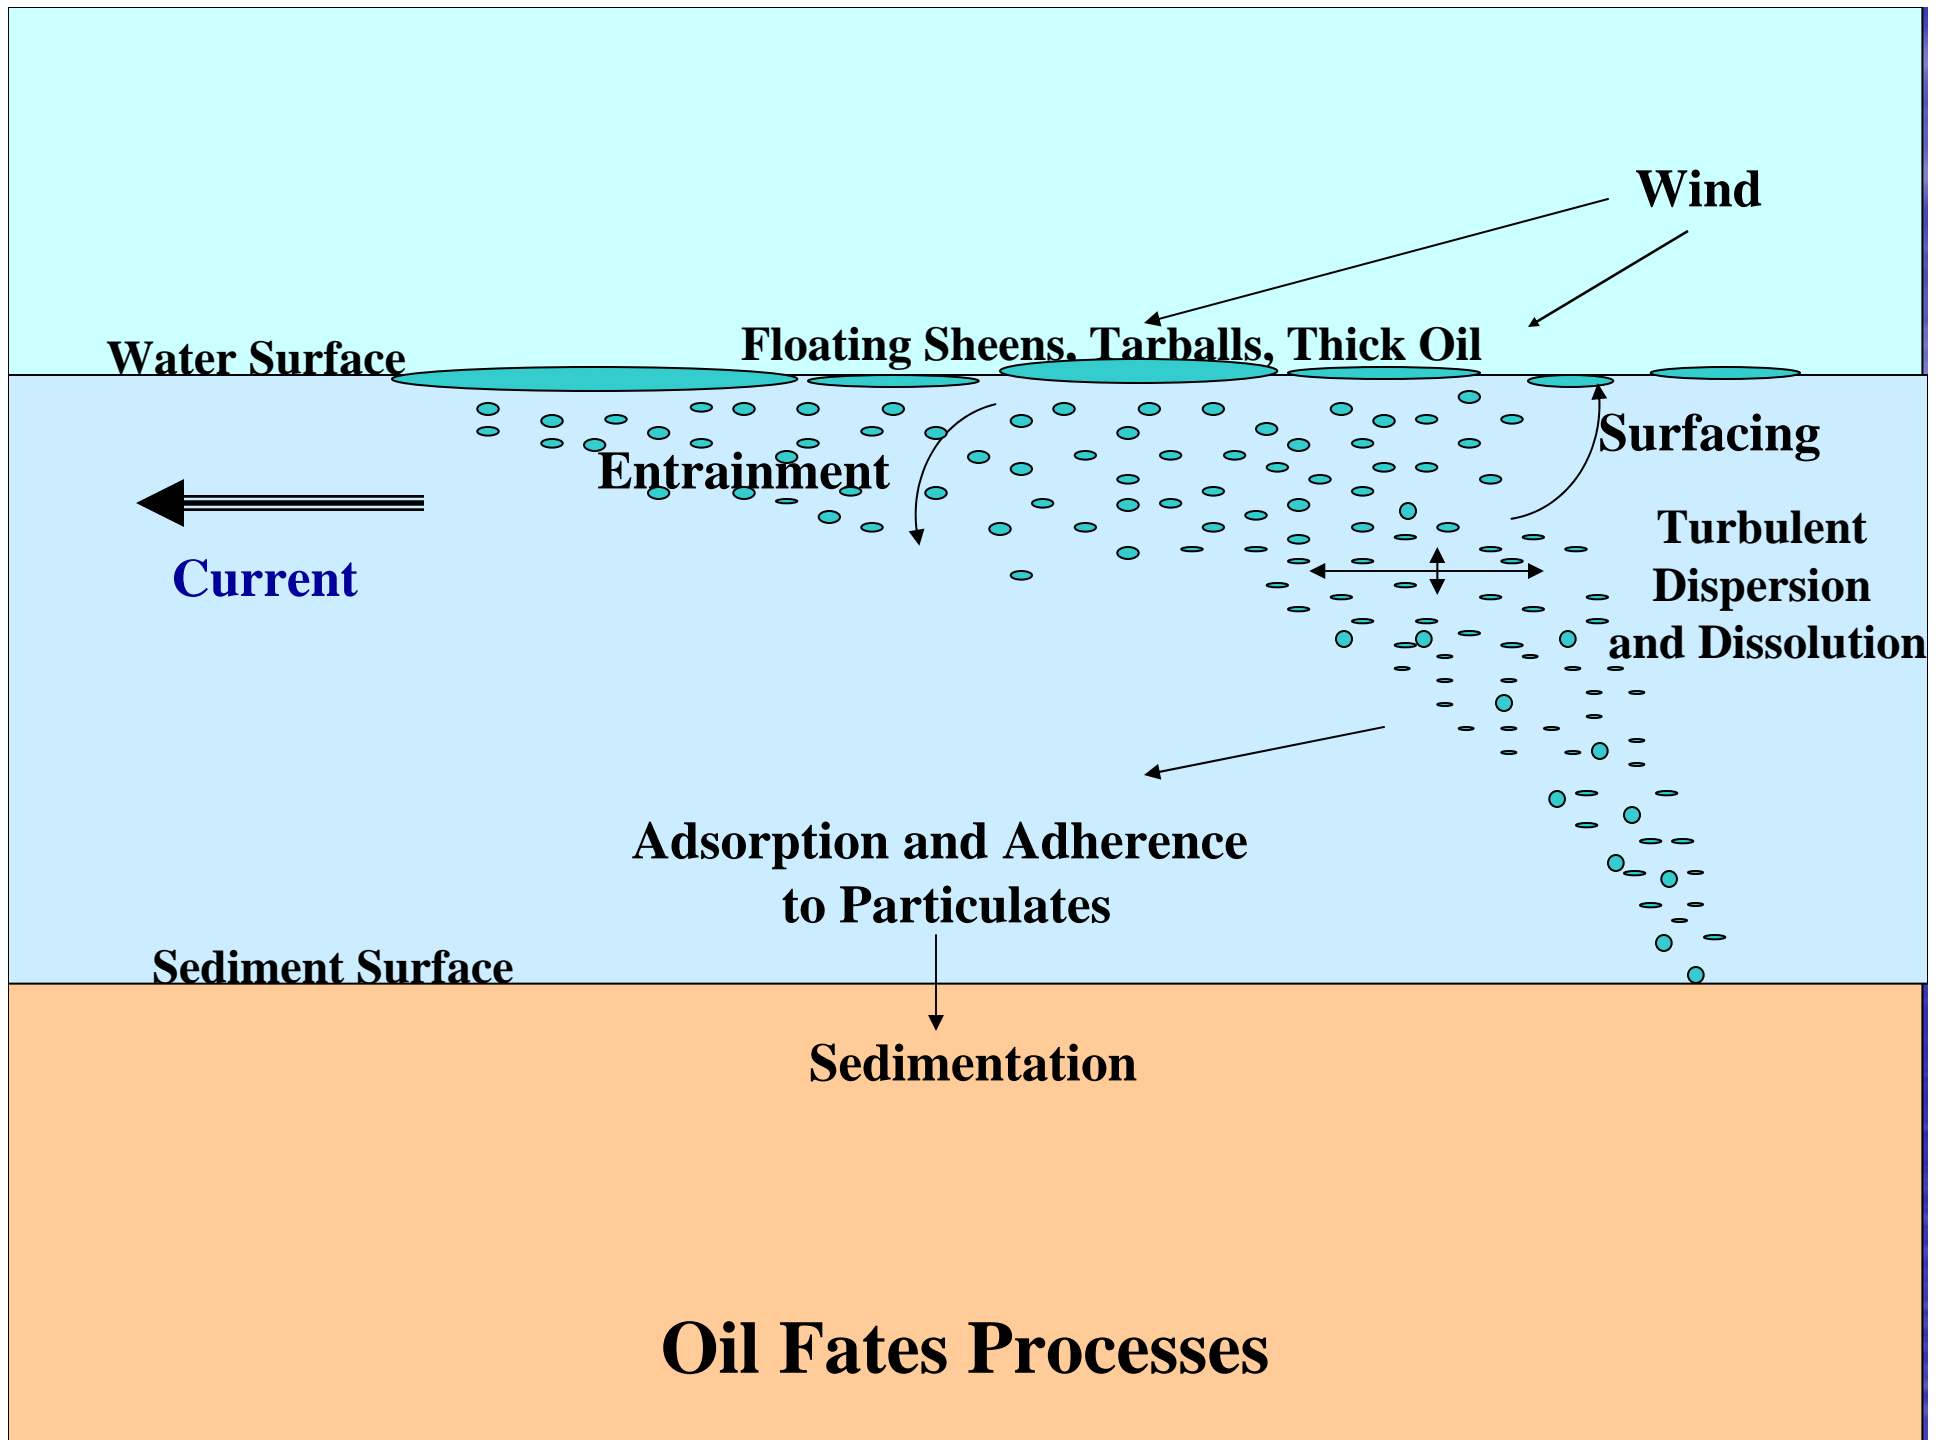 Wind
Floating Sheens, Tarballs, Thick Oil
Water Surface
Surfacing
Entrainment
Turbulent
Dispersion
and Dissolution
Current
Adsorption and Adherence
to Particulates
Sediment Surface
Sedimentation
Oil Fates Processes